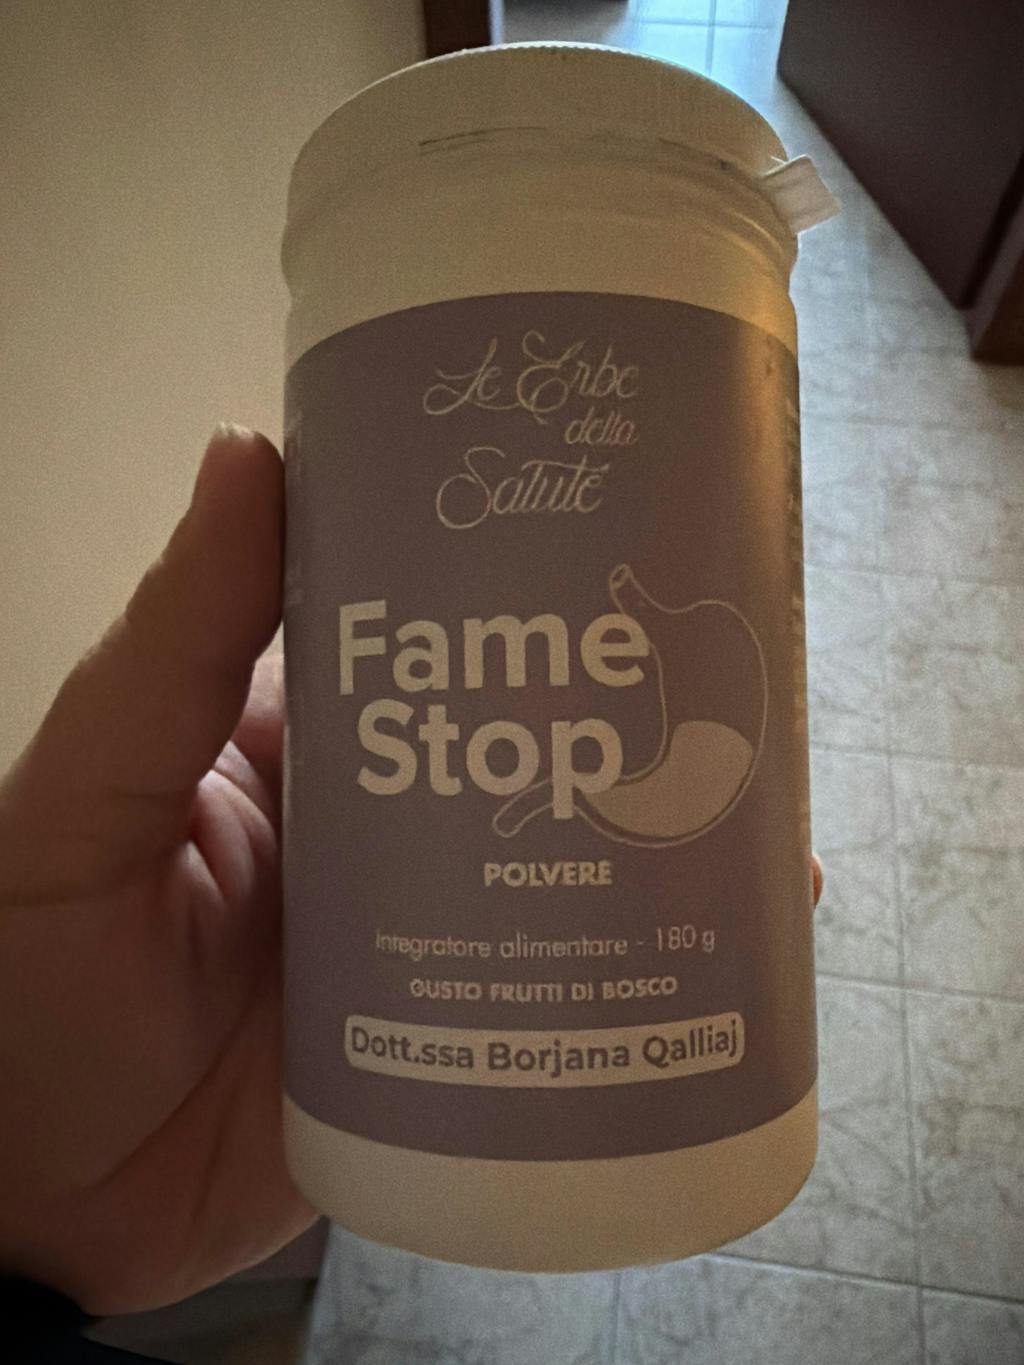 Le Erbe
della
Salute
Fame
Stop
POLVERE
Integratore alimentare - 180 g
GUSTO FRUTTI DI BOSCO
Dott.ssa Borjana Qalliaj